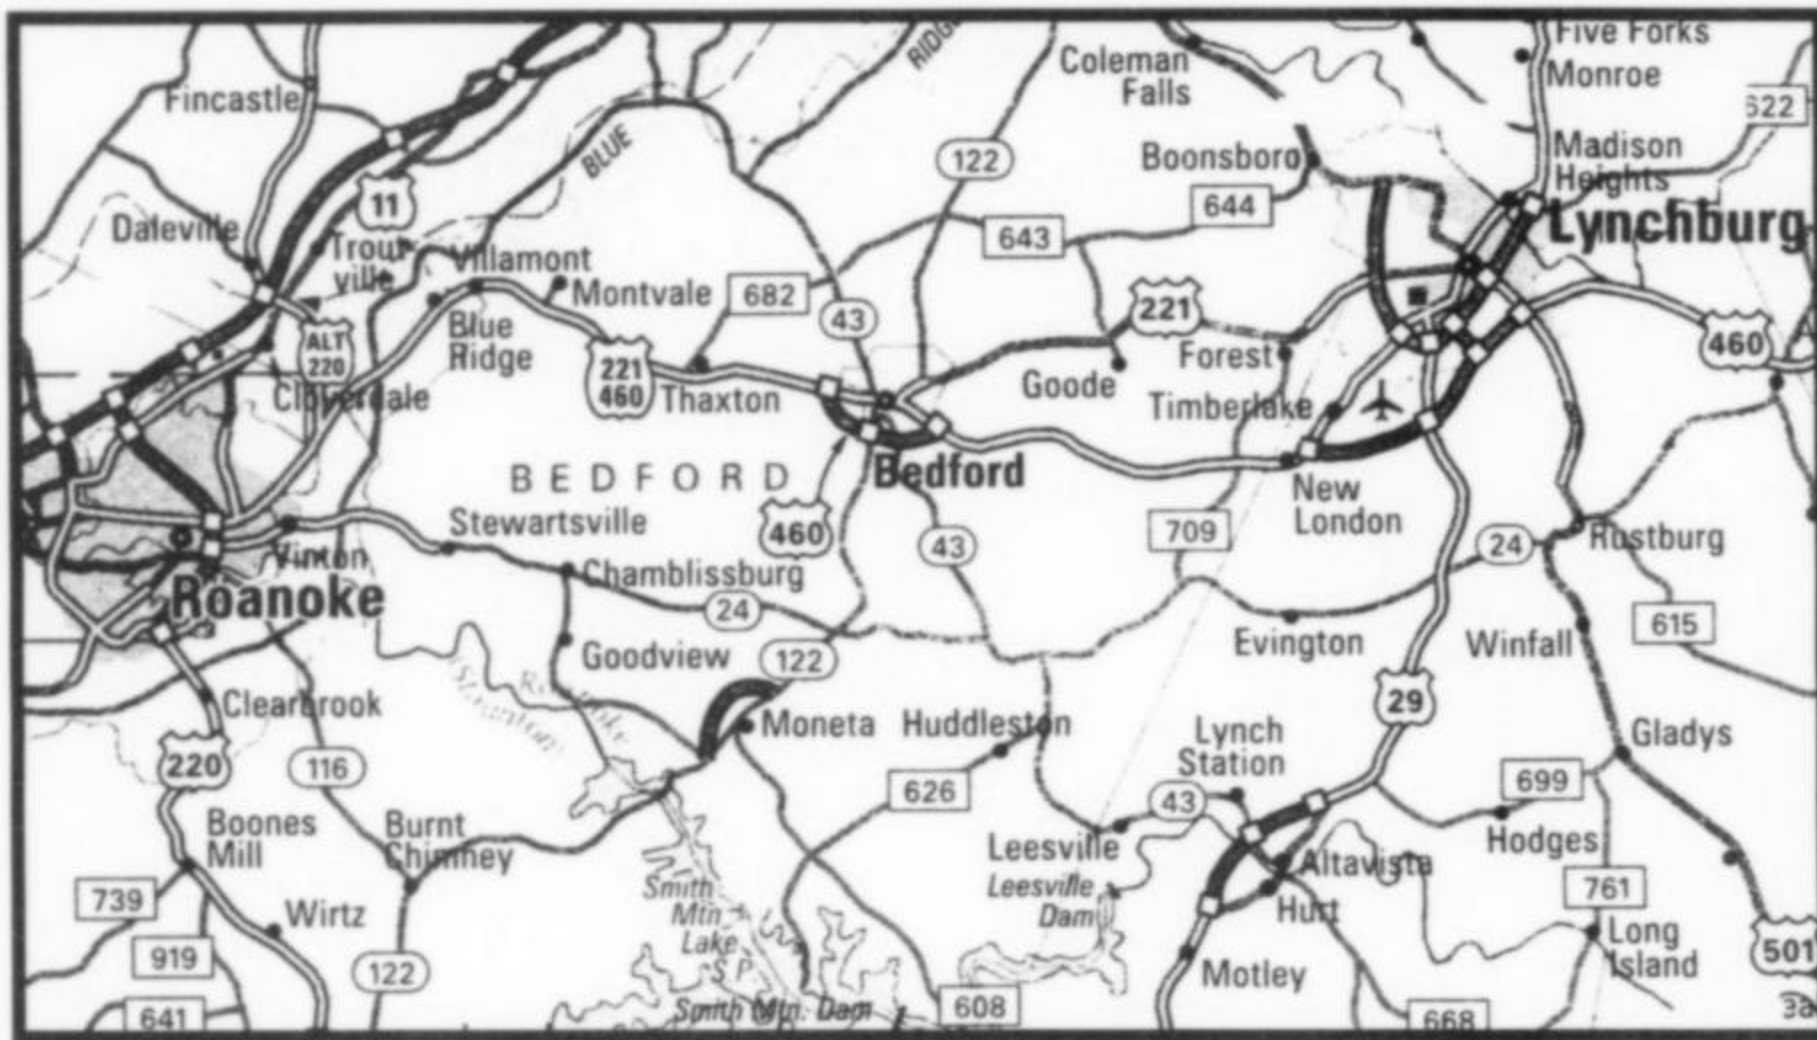 RIDG
Five Forks
Coleman
Falls
Monroe
Fincastle
622
BLUE
122
Boonsboro
Madison
Heights
11
644
Daleville
643
Lynchburg
Trout-
ville
Villamont
Montvale
682
43
221
ALT
220
Blue
Ridge
221
460
Thaxton
Goode
Forest
460
Cloverdale
Timberlake
BEDFORD
Bedford
New
London
Stewartsville
460
43
709
24
Rustburg
Vinton
Roanoke
Chamblissburg
24
Evington
Winfall
615
Goodview
122
Roanoke
Staunton
Clearbrook
29
Moneta
Huddleston
Lynch
Station
Gladys
220
116
626
43
699
Boones
Mill
Burnt
Chimney
Leesville
Hodges
Leesville
Dam
Altavista
739
Smith
Mtn.
Lake
S.P.
Hurt
761
Wirtz
Long
Island
919
122
Motley
501
641
Smith Mtn. Dam
608
668